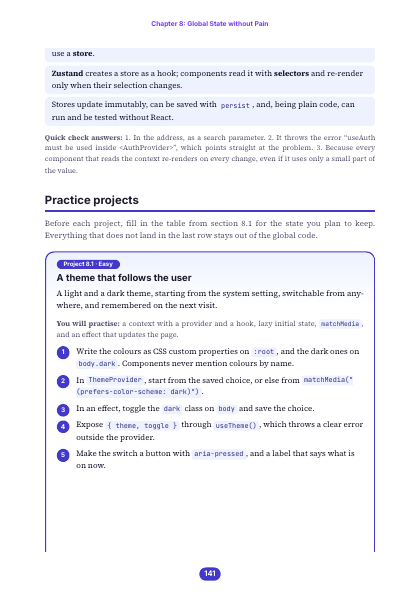 Chapter 8: Global State without Pain
use a store.
Zustand creates a store as a hook; components read it with selectors and re-render
only when their selection changes.
Stores update immutably, can be saved with persist, and, being plain code, can
run and be tested without React.
Quick check answers: 1. In the address, as a search parameter. 2. It throws the error “useAuth
must be used inside <AuthProvider>”, which points straight at the problem. 3. Because every
component that reads the context re-renders on every change, even if it uses only a small part of
the value.
Practice projects
Before each project, fill in the table from section 8.1 for the state you plan to keep.
Everything that does not land in the last row stays out of the global code.
Project 8.1 · Easy
A theme that follows the user
A light and a dark theme, starting from the system setting, switchable from any-
where, and remembered on the next visit.
You will practise: a context with a provider and a hook, lazy initial state, matchMedia,
and an effect that updates the page.
1 Write the colours as CSS custom properties on :root, and the dark ones on
body.dark. Components never mention colours by name.
2 In ThemeProvider, start from the saved choice, or else from matchMedia("
(prefers-color-scheme: dark)").
3 In an effect, toggle the dark class on body and save the choice.
4 Expose { theme, toggle } through useTheme(), which throws a clear error
outside the provider.
5 Make the switch a button with aria-pressed, and a label that says what is
on now.
141